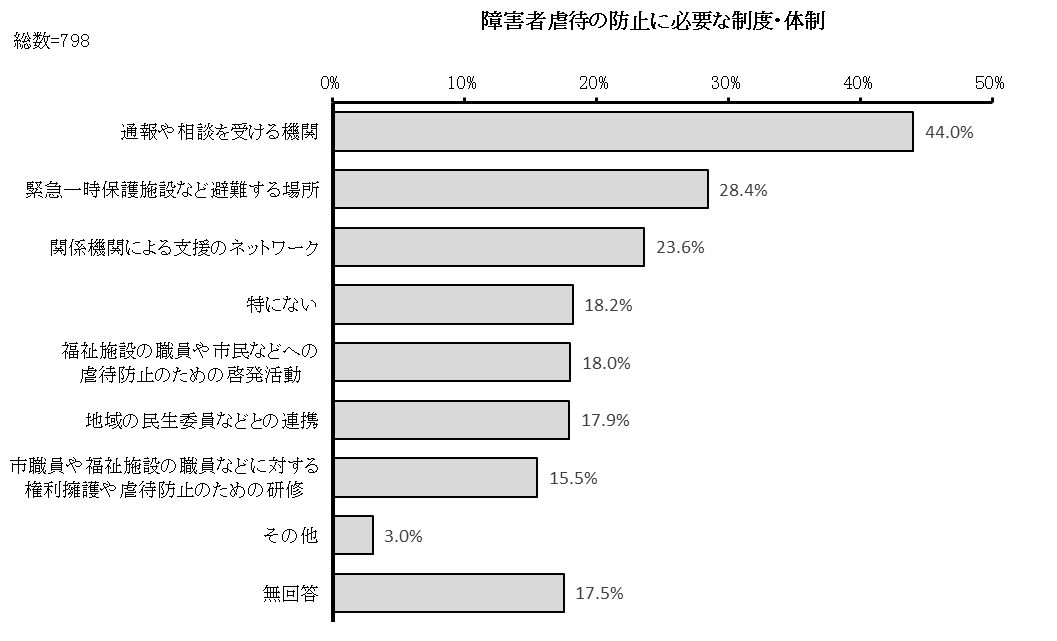 障害者虐待の防止に必要な制度・体制
総数=798
0% 10% 20% 30% 40% 50%
通報や相談を受ける機関 44.0%
緊急一時保護施設など避難する場所 28.4%
関係機関による支援のネットワーク 23.6%
特にない 18.2%
福祉施設の職員や市民などへの
虐待防止のための啓発活動 18.0%
地域の民生委員などとの連携 17.9%
市職員や福祉施設の職員などに対する
権利擁護や虐待防止のための研修 15.5%
その他 3.0%
無回答 17.5%